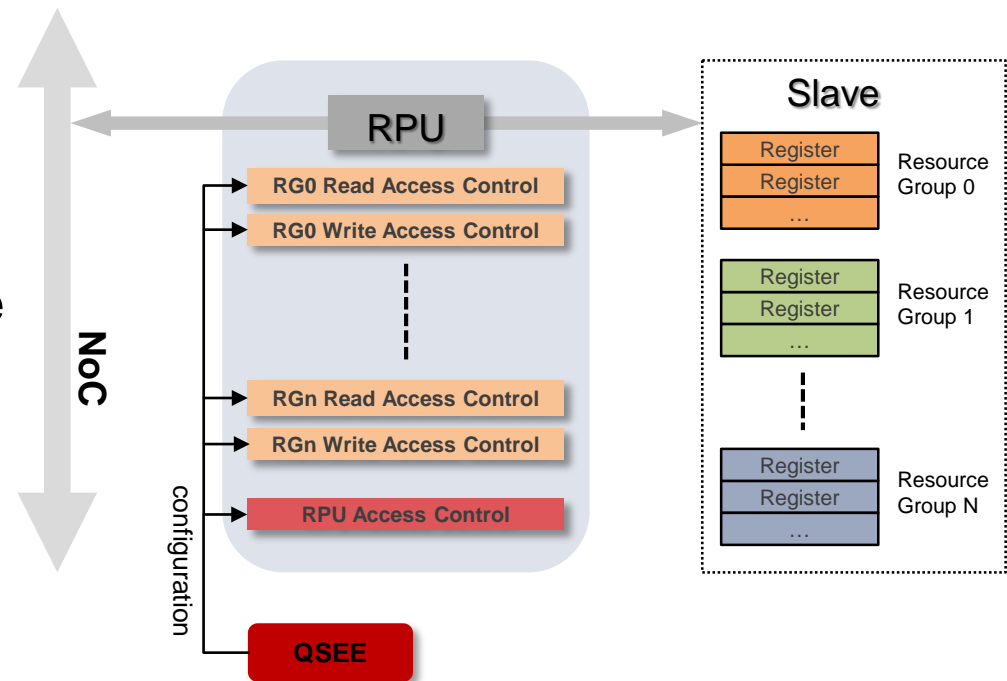 Slave
RPU
Register
Register
…
Resource
Group 0
RG0 Read Access Control
RG0 Write Access Control
e
NoC
Register
Register
…
Resource
Group 1
RGn Read Access Control
RGn Write Access Control
Register
Register
…
Resource
Group N
RPU Access Control
configuration
QSEE